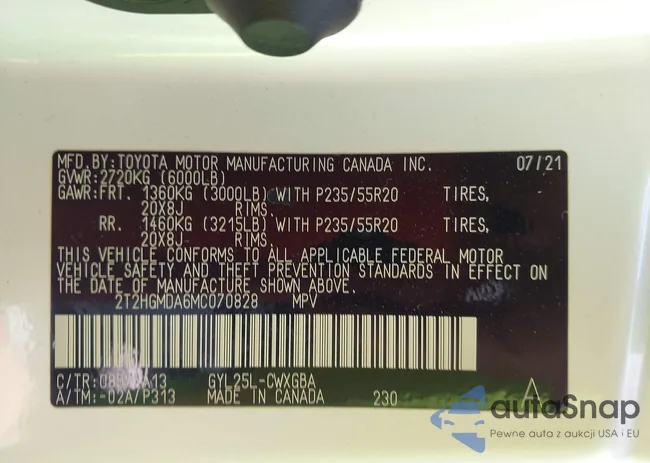 MFD.BY:TOYOTA MOTOR MANUFACTURING CANADA INC. 07/21
GVWR:2720KG (6000LB)
GAWR:FRT. 1360KG (3000LB) WITH P235/55R20 TIRES,
20X8J RIMS.
RR. 1460KG (3215LB) WITH P235/55R20 TIRES,
20X8J RIMS.
THIS VEHICLE CONFORMS TO ALL APPLICABLE FEDERAL MOTOR
VEHICLE SAFETY AND THEFT PREVENTION STANDARDS IN EFFECT ON
THE DATE OF MANUFACTURE SHOWN ABOVE.
2T2HGMDA6MC070828 MPV
C/TR: GYL25L-CWXGBA
A/TM:-02A/P313 MADE IN CANADA 230
autoSnap
Pewne auta z aukcji USA i EU